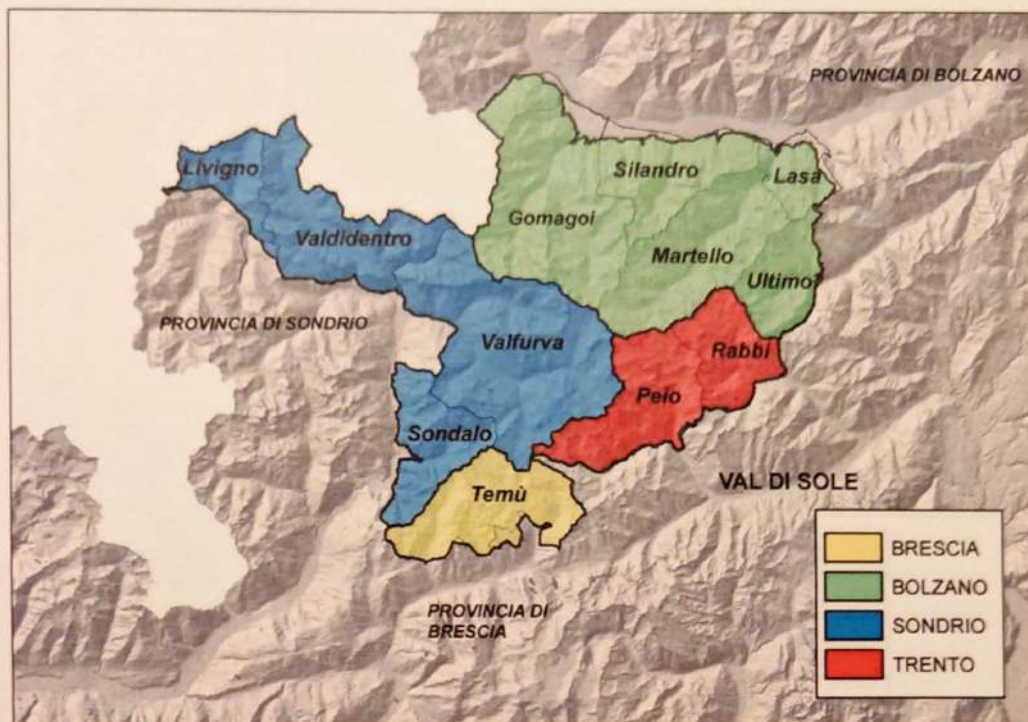 PROVINCIA DI BOLZANO
Livigno
Silandro
Lasa
Gomagoi
Valdidentro
Martello
Ultimo
PROVINCIA DI SONDRIO
Valfurva
Rabbi
Peio
Sondalo
VAL DI SOLE
Temù
BRESCIA
BOLZANO
SONDRIO
TRENTO
PROVINCIA DI
BRESCIA